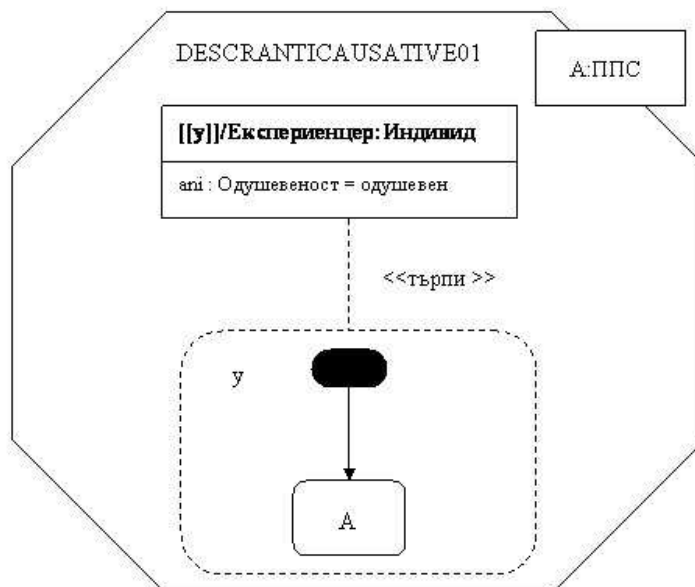 DESCRANTICAUSATIVE01
А:ППС
[[y]]/Експериенцер: Индивид
ani : Одушевеност = одушевен
<<търпи >>
y
A